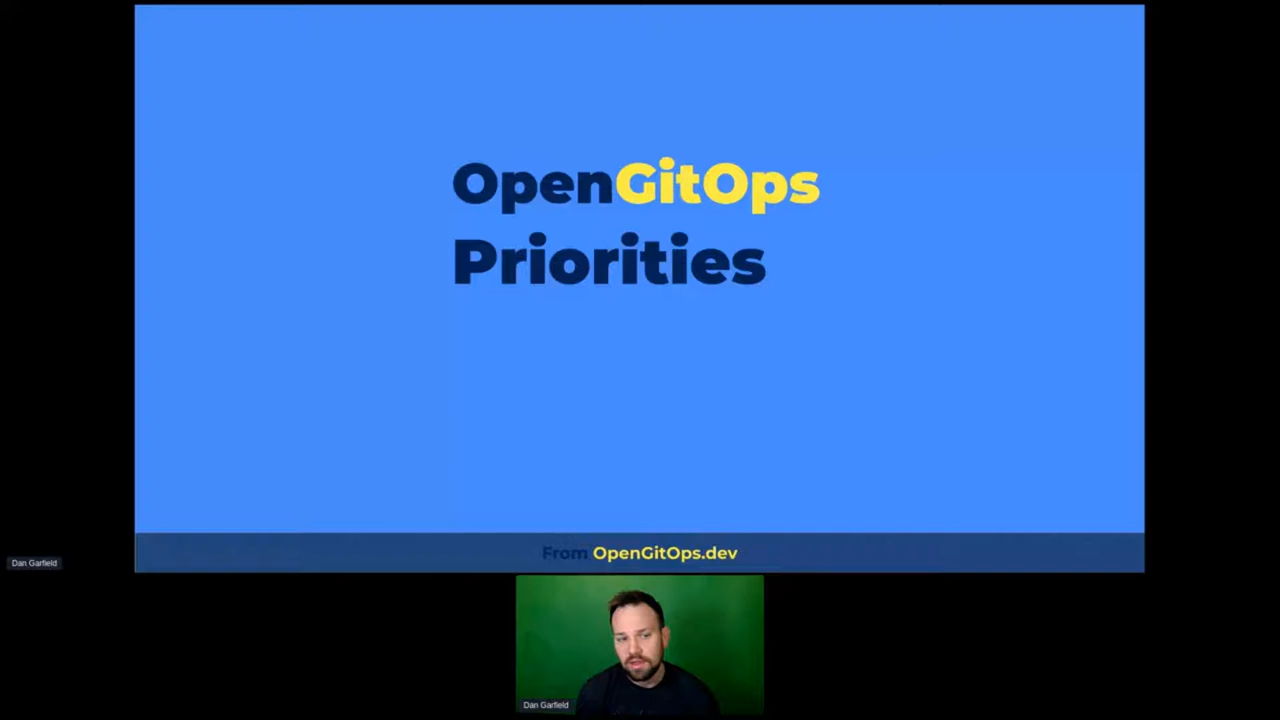 OpenGitOps
Priorities
From OpenGitOps.dev
Dan Garfield
Dan Garfield